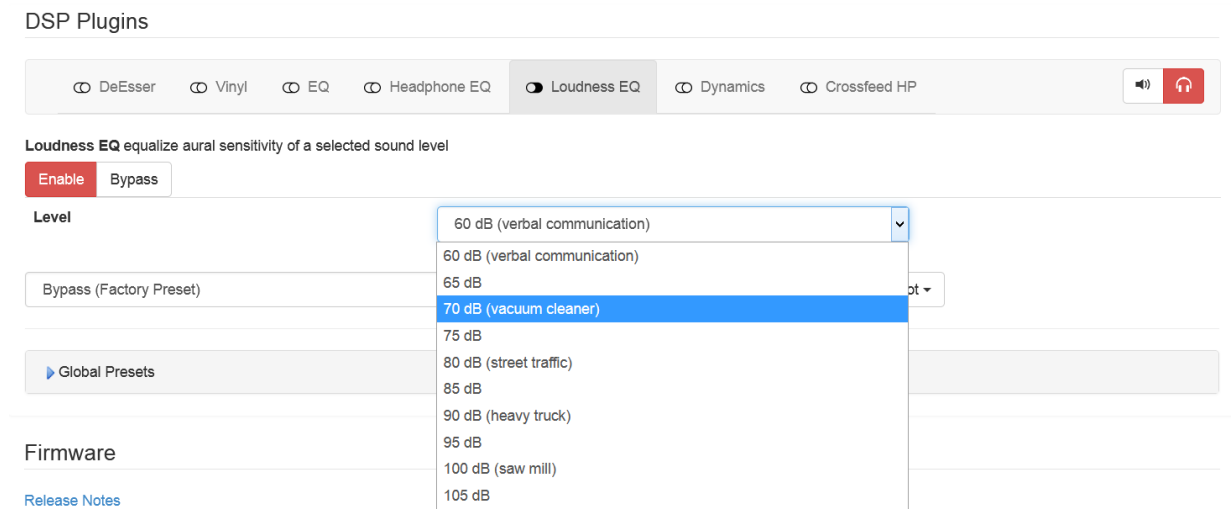 DSP Plugins
DeEsser Vinyl EQ Headphone EQ Loudness EQ Dynamics Crossfeed HP
Loudness EQ equalize aural sensitivity of a selected sound level
Enable Bypass
Level
60 dB (verbal communication)
60 dB (verbal communication)
65 dB
Bypass (Factory Preset)
70 dB (vacuum cleaner)
75 dB
80 dB (street traffic)
Global Presets
85 dB
90 dB (heavy truck)
95 dB
Firmware
100 dB (saw mill)
105 dB
Release Notes